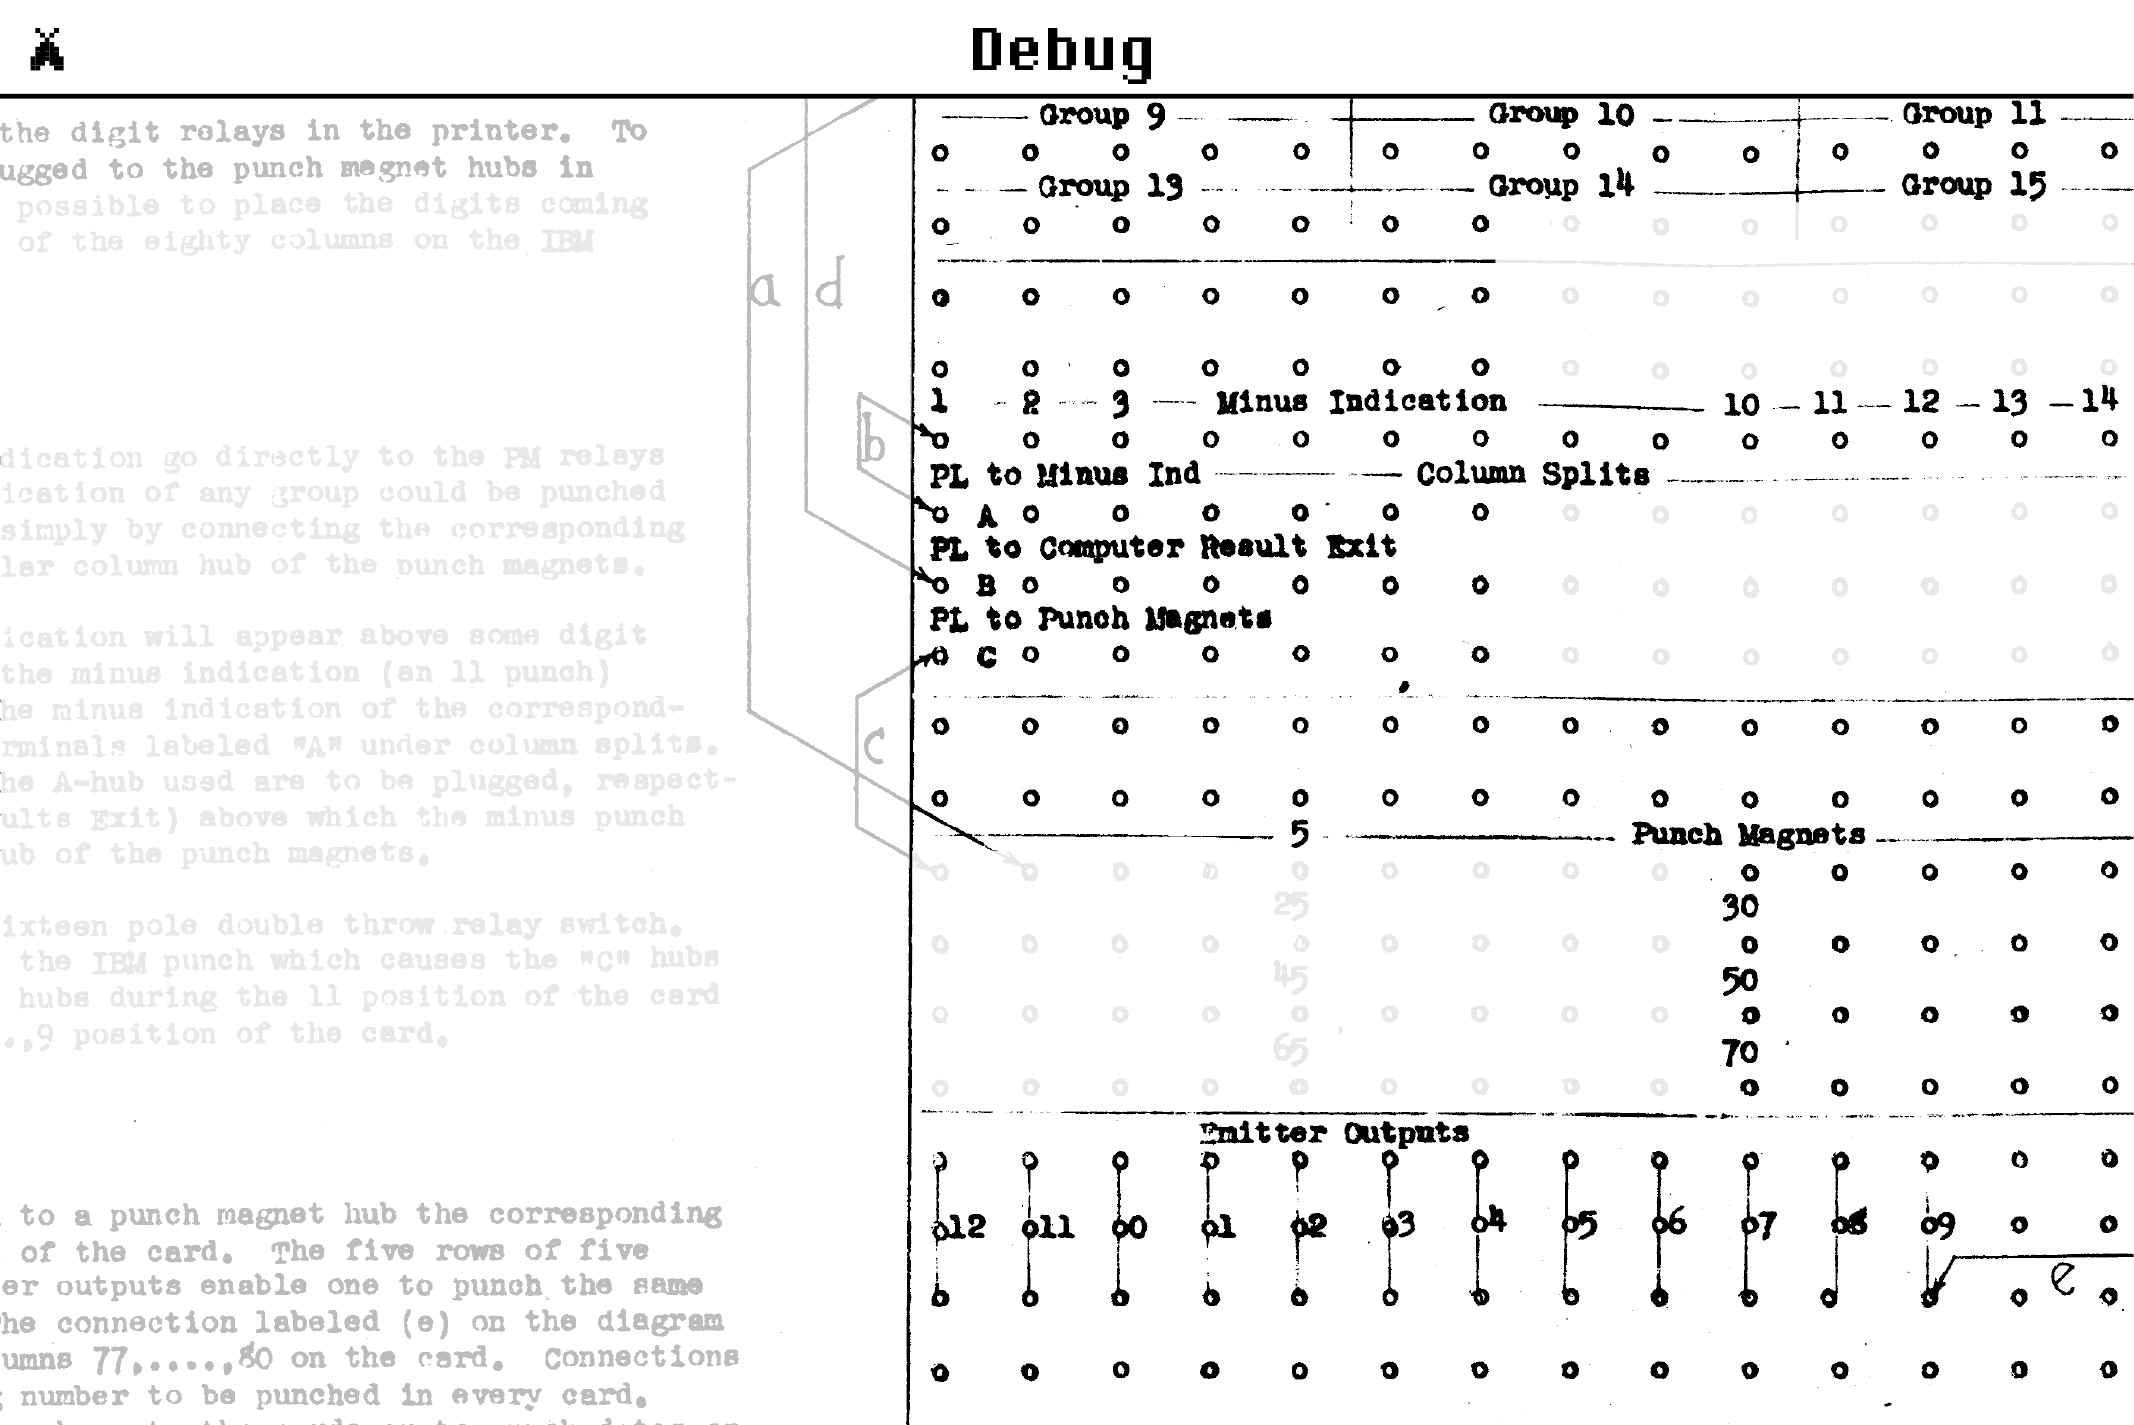 Debug
the digit relays in the printer. To
ugged to the punch magnet hubs in
possible to place the digits coming
of the eighty columns on the IBM
dication go directly to the PM relays
ication of any group could be punched
simply by connecting the corresponding
lar column hub of the punch magnets.
ication will appear above some digit
the minus indication (an 11 punch)
he minus indication of the correspond-
rminals labeled "A" under column splits.
he A-hub used are to be plugged, respect-
ults Exit) above which the minus punch
ub of the punch magnets.
ixteen pole double throw relay switch.
the IBM punch which causes the "C" hubs
hubs during the 11 position of the card
..,9 position of the card.
to a punch magnet hub the corresponding
of the card. The five rows of five
er outputs enable one to punch the same
he connection labeled (e) on the diagram
umns 77,.....,80 on the card. Connections
number to be punched in every card.
a d
b
c
Group 9 Group 10 Group 11
Group 13 Group 14 Group 15
1 - 2 - 3 - Minus Indication - 10 - 11 - 12 - 13 - 14
PL to Minus Ind - Column Splits
A
PL to Computer Result Exit
B
PL to Punch Magnets
C
5 Punch Magnets
25 30
45 50
65 70
Emitter Outputs
12 11 0 1 2 3 4 5 6 7 8 9
e